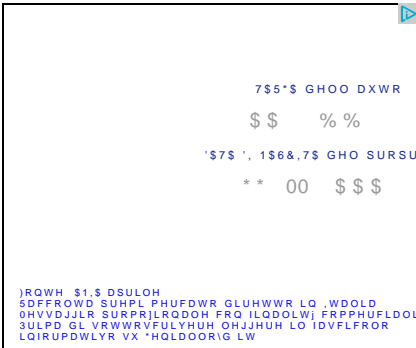 7$5*$ GHOO DXWR
$ $ % %
'$7$ ', 1$6&,7$ GHO SURSU
* * 00 $ $ $
)RQWH $1,$ DSULOH
5DFFROWD SUHPL PHUFDWR GLUHWWR LQ ,WDOLD
0HVVDJJLR SURPR]LRQDOH FRQ ILQDOLWj FRPPHUFLDOL
3ULPD GL VRWWRVFULYHUH OHJJHUH LO IDVFLFROR
LQIRUPDWLYR VX *HQLDOOR\G LW